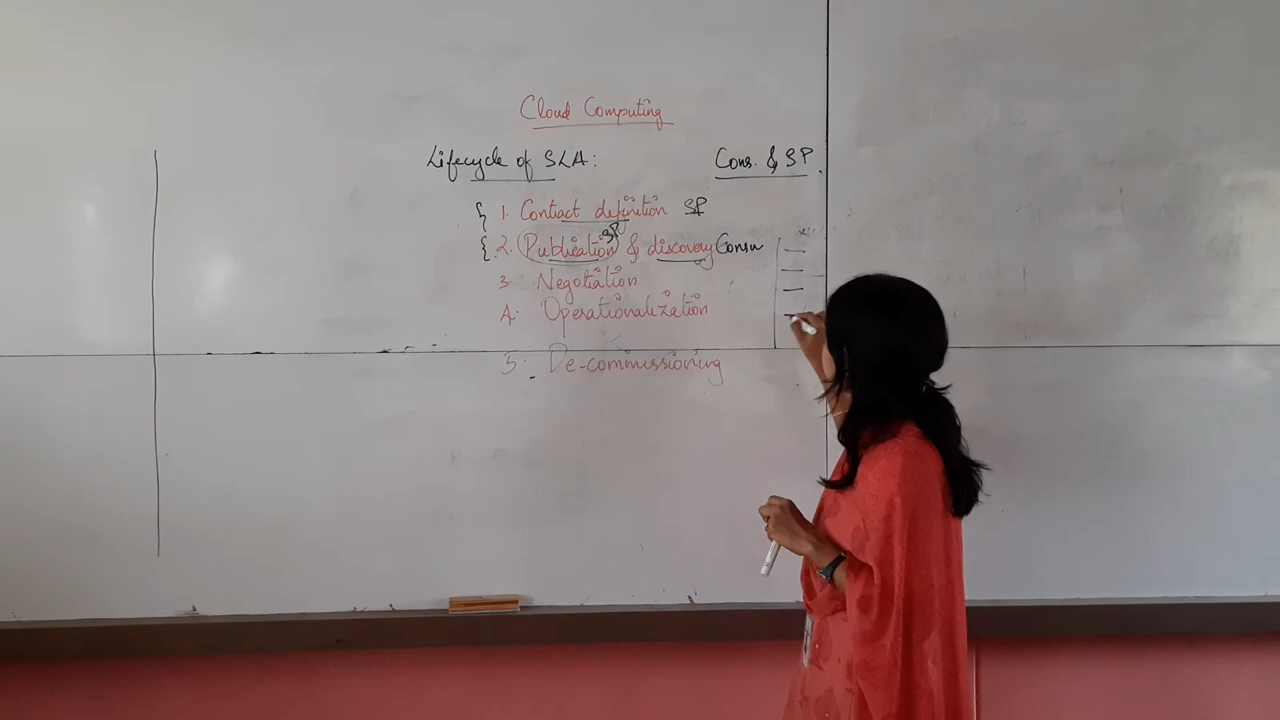 Cloud Computing
Lifecycle of SLA: Cons. & SP.
1. Contact definition SP
2. Publication SP & discovery Consu
3. Negotiation
4. Operationalization
5. De-commissioning